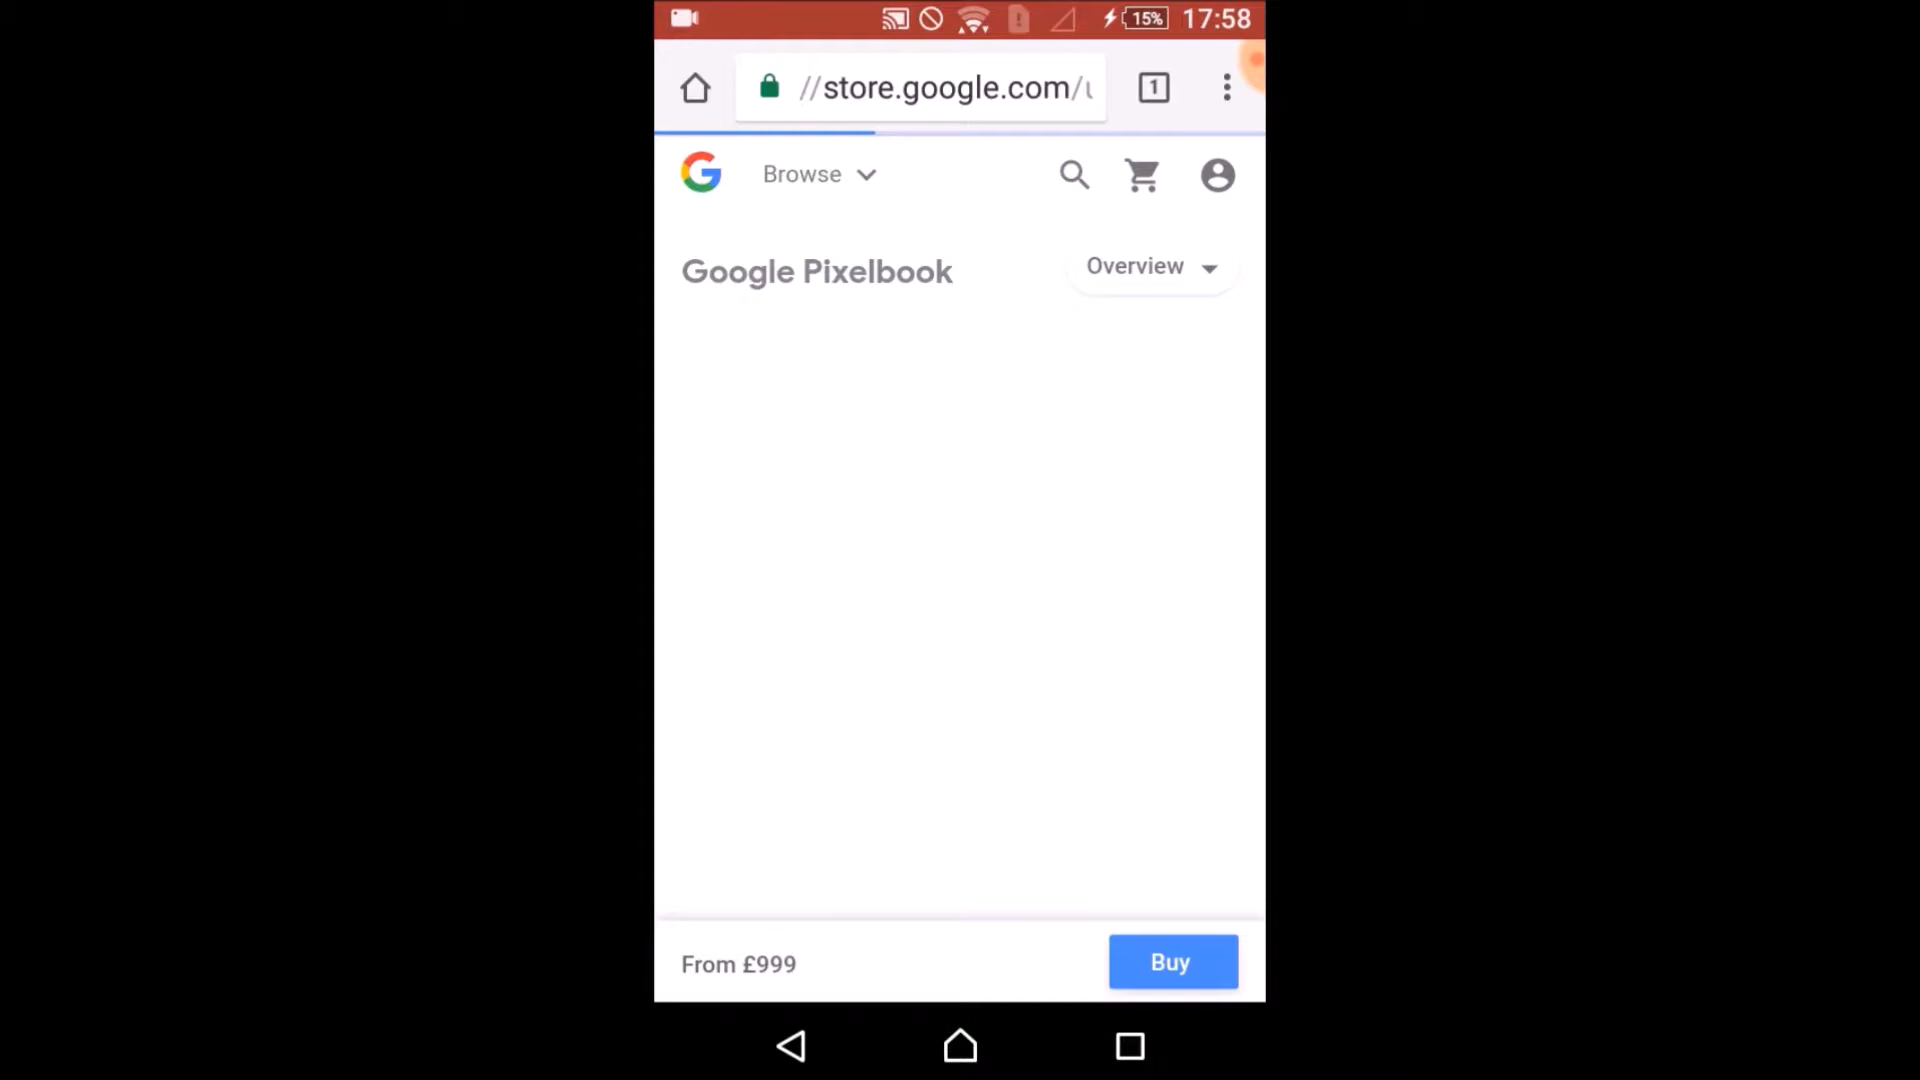 15% 17:58
//store.google.com/
1
Browse
Google Pixelbook
Overview
From £999
Buy